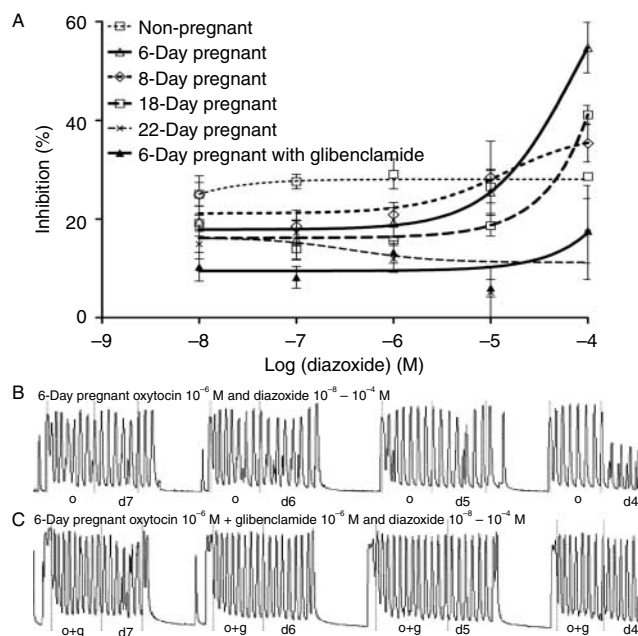 A
60
Non-pregnant
6-Day pregnant
8-Day pregnant
18-Day pregnant
22-Day pregnant
6-Day pregnant with glibenclamide
40
20
0
Inhibition (%)
–9 –8 –7 –6 –5 –4
Log (diazoxide) (M)
B
6-Day pregnant oxytocin 10⁻⁶ M and diazoxide 10⁻⁸ – 10⁻⁴ M
o d7 o d6 o d5 o d4
C
6-Day pregnant oxytocin 10⁻⁶ M + glibenclamide 10⁻⁶ M and diazoxide 10⁻⁸ – 10⁻⁴ M
o+g d7 o+g d6 o+g d5 o+g d4